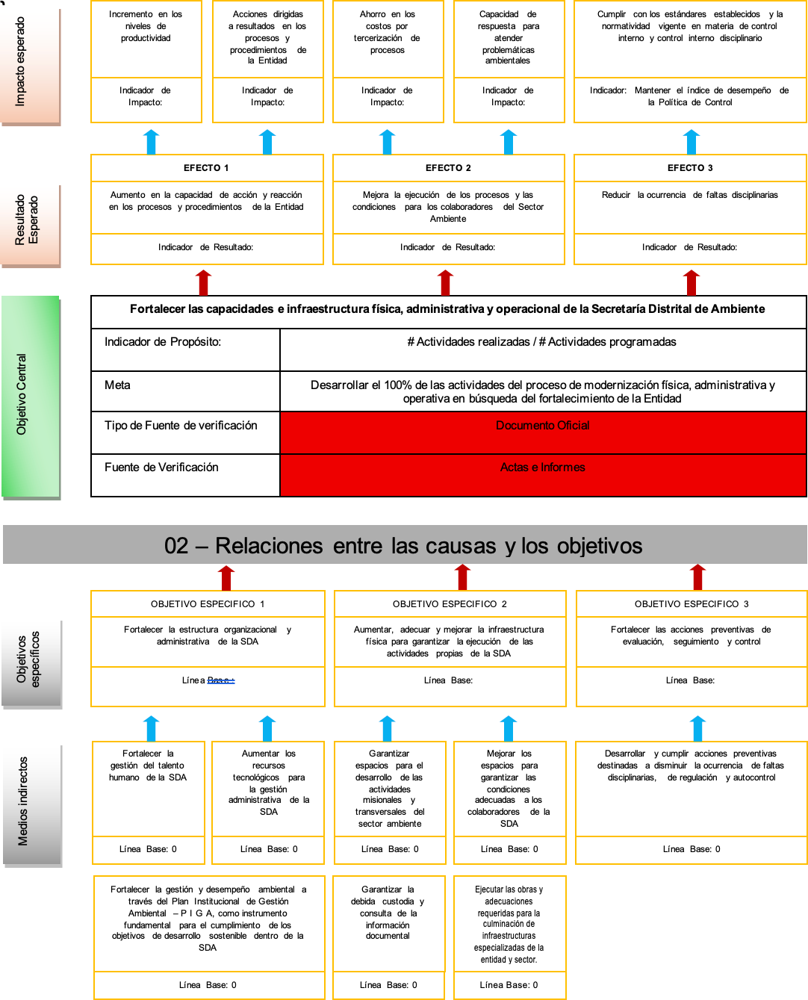 Impacto esperado
Incremento en los
niveles de
productividad
Indicador de
Impacto:
Acciones dirigidas
a resultados en los
procesos y
procedimientos de
la Entidad
Indicador de
Impacto:
Ahorro en los
costos por
tercerización de
procesos
Indicador de
Impacto:
Capacidad de
respuesta para
atender
problemáticas
ambientales
Indicador de
Impacto:
Cumplir con los estándares establecidos y la
normatividad vigente en materia de control
interno y control interno disciplinario
Indicador: Mantener el índice de desempeño de
la Política de Control
Resultado
Esperado
EFECTO 1
Aumento en la capacidad de acción y reacción
en los procesos y procedimientos de la Entidad
Indicador de Resultado:
EFECTO 2
Mejora la ejecución de los procesos y las
condiciones para los colaboradores del Sector
Ambiente
Indicador de Resultado:
EFECTO 3
Reducir la ocurrencia de faltas disciplinarias
Indicador de Resultado:
Objetivo Central
Fortalecer las capacidades e infraestructura física, administrativa y operacional de la Secretaría Distrital de Ambiente
Indicador de Propósito:
# Actividades realizadas / # Actividades programadas
Meta
Desarrollar el 100% de las actividades del proceso de modernización física, administrativa y
operativa en búsqueda del fortalecimiento de la Entidad
Tipo de Fuente de verificación
Documento Oficial
Fuente de Verificación
Actas e Informes
02 – Relaciones entre las causas y los objetivos
Objetivos
específicos
OBJETIVO ESPECIFICO 1
Fortalecer la estructura organizacional y
administrativa de la SDA
Línea Base :
OBJETIVO ESPECIFICO 2
Aumentar, adecuar y mejorar la infraestructura
física para garantizar la ejecución de las
actividades propias de la SDA
Línea Base:
OBJETIVO ESPECIFICO 3
Fortalecer las acciones preventivas de
evaluación, seguimiento y control
Línea Base:
Medios indirectos
Fortalecer la
gestión del talento
humano de la SDA
Línea Base: 0
Aumentar los
recursos
tecnológicos para
la gestión
administrativa de la
SDA
Línea Base: 0
Garantizar
espacios para el
desarrollo de las
actividades
misionales y
transversales del
sector ambiente
Línea Base: 0
Mejorar los
espacios para
garantizar las
condiciones
adecuadas a los
colaboradores de la
SDA
Línea Base: 0
Desarrollar y cumplir acciones preventivas
destinadas a disminuir la ocurrencia de faltas
disciplinarias, de regulación y autocontrol
Línea Base: 0
Fortalecer la gestión y desempeño ambiental a
través del Plan Institucional de Gestión
Ambiental – P I G A, como instrumento
fundamental para el cumplimiento de los
objetivos de desarrollo sostenible dentro de la
SDA
Línea Base: 0
Garantizar la
debida custodia y
consulta de la
información
documental
Línea Base: 0
Ejecutar las obras y
adecuaciones
requeridas para la
culminación de
infraestructuras
especializadas de la
entidad y sector.
Línea Base: 0